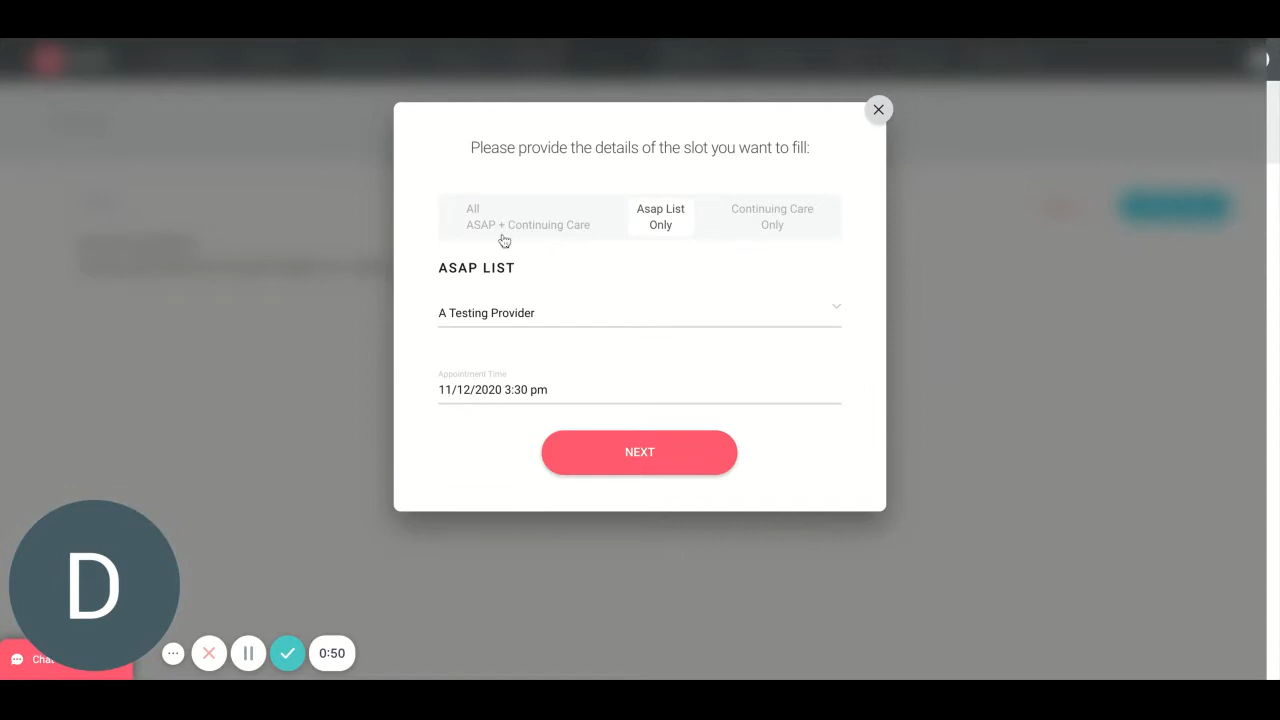 Please provide the details of the slot you want to fill:
All
ASAP + Continuing Care
Asap List
Only
Continuing Care
Only
ASAP LIST
A Testing Provider
Appointment Time
11/12/2020 3:30 pm
NEXT
D
0:50